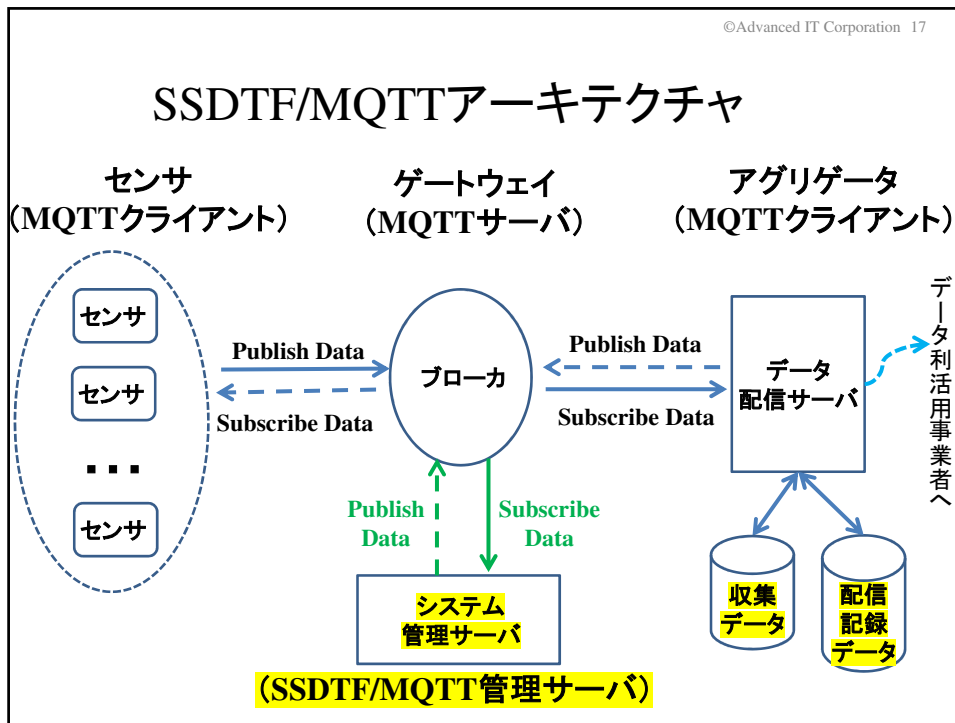 ©Advanced IT Corporation 17
SSDTF/MQTTアーキテクチャ
センサ
（MQTTクライアント）
ゲートウェイ
（MQTTサーバ）
アグリゲータ
（MQTTクライアント）
センサ
センサ
・・・
センサ
Publish Data
Subscribe Data
ブローカ
Publish Data
Subscribe Data
データ
配信サーバ
データ利活用事業者へ
Publish
Data
Subscribe
Data
システム
管理サーバ
（SSDTF/MQTT管理サーバ）
収集
データ
配信
記録
データ